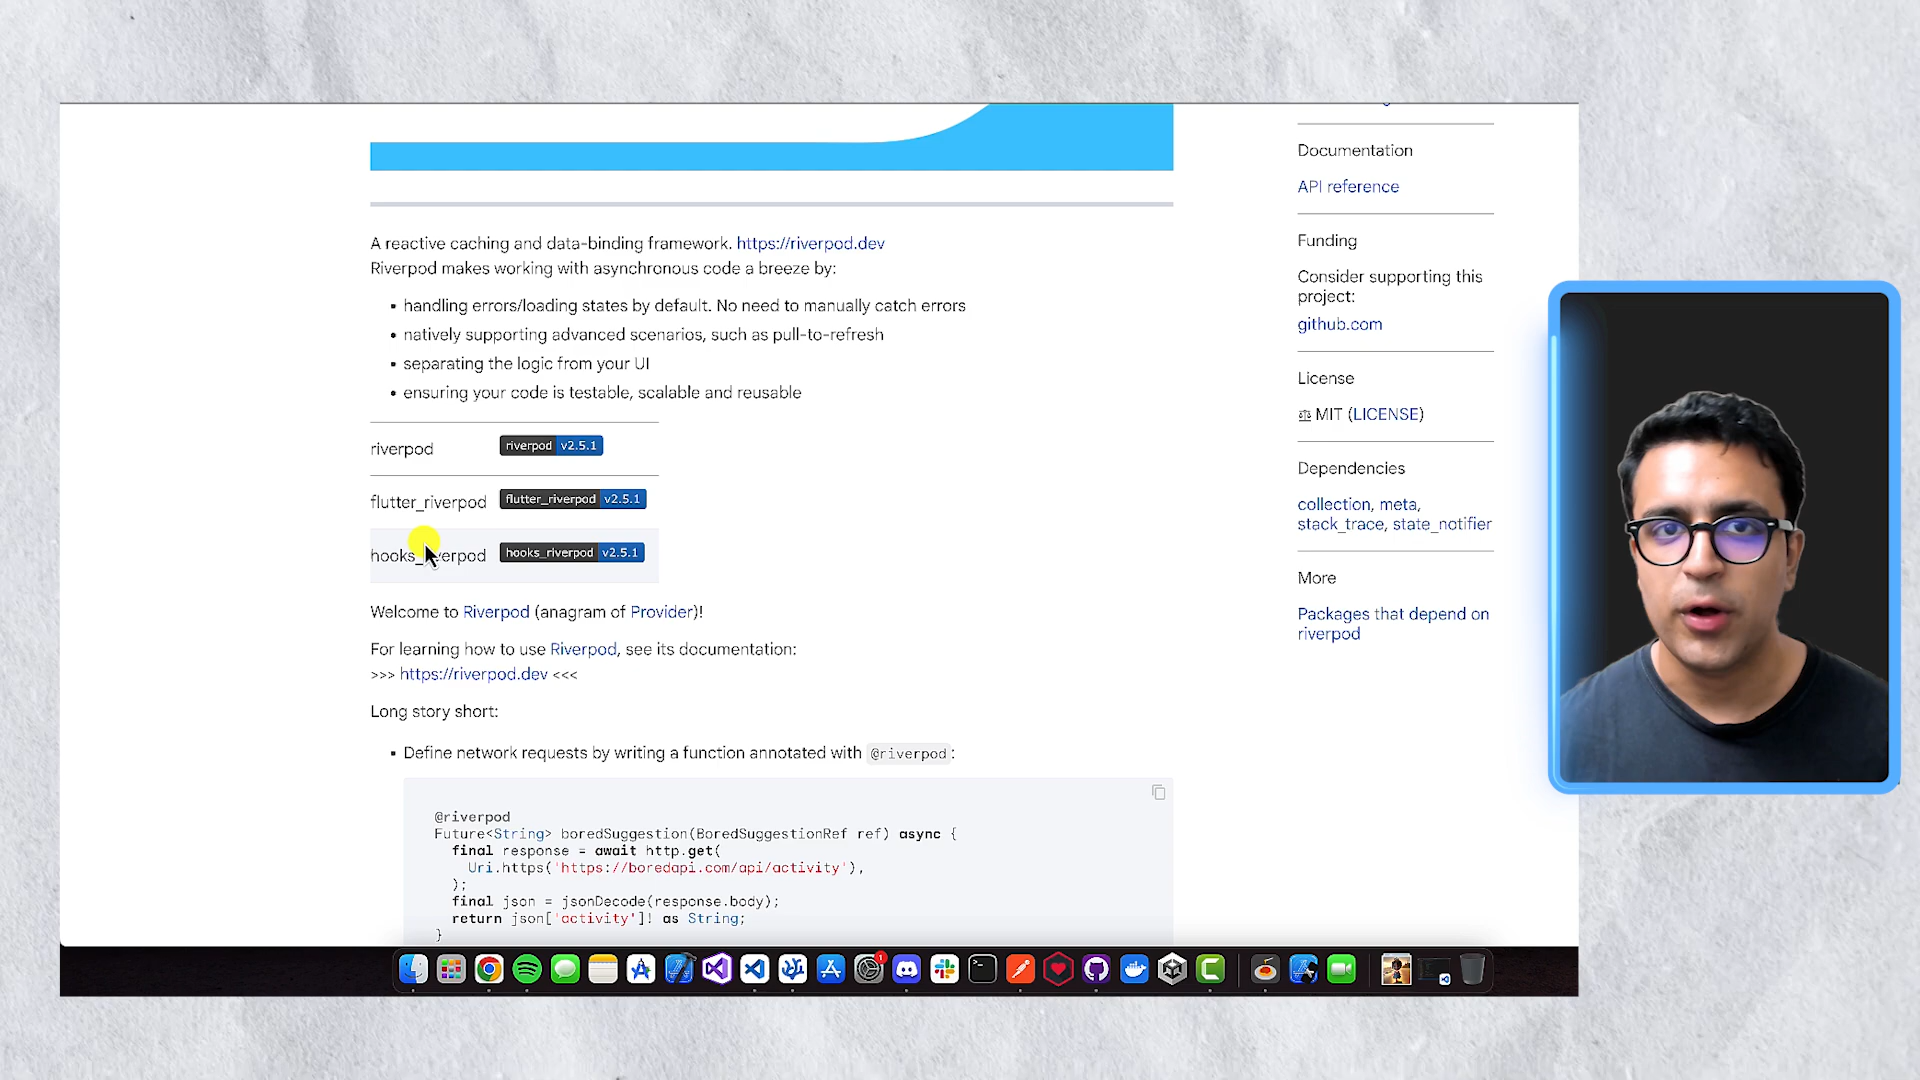 A reactive caching and data-binding framework. https://riverpod.dev
Riverpod makes working with asynchronous code a breeze by:
▪ handling errors/loading states by default. No need to manually catch errors
▪ natively supporting advanced scenarios, such as pull-to-refresh
▪ separating the logic from your UI
▪ ensuring your code is testable, scalable and reusable
riverpod riverpod v2.5.1
flutter_riverpod flutter_riverpod v2.5.1
hooks_riverpod hooks_riverpod v2.5.1
Welcome to Riverpod (anagram of Provider)!
For learning how to use Riverpod, see its documentation:
>>> https://riverpod.dev <<<
Long story short:
▪ Define network requests by writing a function annotated with @riverpod:
@riverpod
Future<String> boredSuggestion(BoredSuggestionRef ref) async {
final response = await http.get(
Uri.https('https://boredapi.com/api/activity'),
);
final json = jsonDecode(response.body);
return json['activity']! as String;
}
Documentation
API reference
Funding
Consider supporting this
project:
github.com
License
MIT (LICENSE)
Dependencies
collection, meta,
stack_trace, state_notifier
More
Packages that depend on
riverpod
1